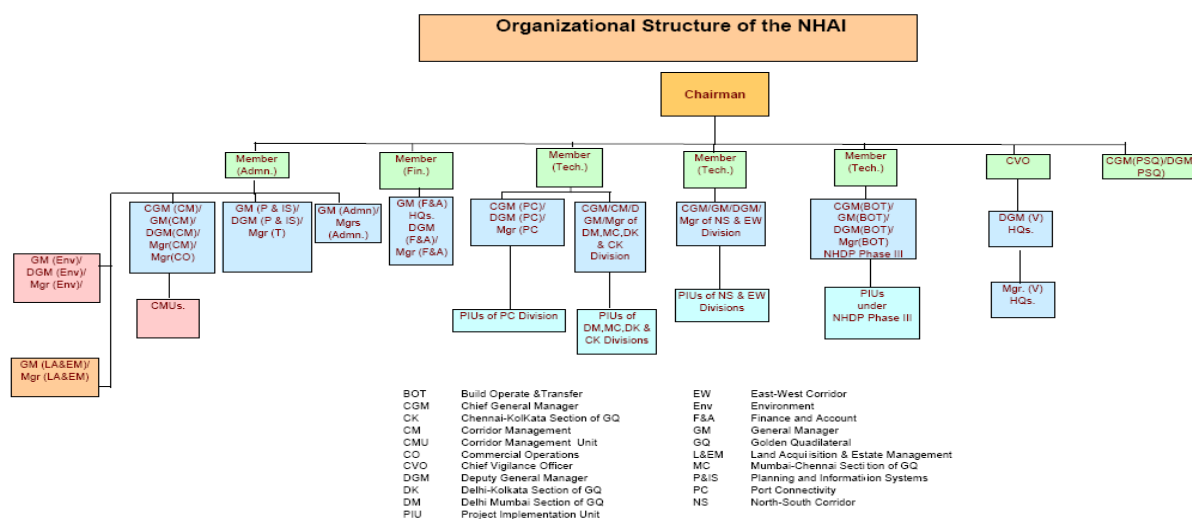 Organizational Structure of the NHAI
Chairman
Member
(Admn.)
Member
(Fin.)
Member
(Tech.)
Member
(Tech.)
Member
(Tech.)
CVO
CGM(PSQ)/DGM
PSQ)
CGM (CM)/
GM(CM)/
DGM(CM)/
Mgr(CM)/
Mgr(CO)
GM (P & IS)/
DGM (P & IS)/
Mgr (T)
GM (Admn)/
Mgrs
(Admn.)
GM (F&A)
HQs.
DGM
(F&A)/
Mgr (F&A)
CGM (PC)/
DGM (PC)/
Mgr (PC
CGM/CM/D
GM/Mgr of
DM,MC,DK
& CK
Division
CGM/GM/DGM/
Mgr of NS & EW
Division
CGM(BOT)/
GM(BOT)/
DGM(BOT)/
Mgr(BOT)
NHDP Phase III
DGM (V)
HQs.
GM (Env)/
DGM (Env)/
Mgr (Env)/
CMUs.
PIUs of PC Division
PIUs of
DM,MC,DK &
CK Divisions
PIUs of NS & EW
Divisions
PIUs
under
NHDP Phase III
Mgr. (V)
HQs.
GM (LA&EM)/
Mgr (LA&EM)
BOT Build Operate &Transfer
CGM Chief General Manager
CK Chennai-KolKata Section of GQ
CM Corridor Management
CMU Corridor Management Unit
CO Commercial Operations
CVO Chief Vigilance Officer
DGM Deputy General Manager
DK Delhi-Kolkata Section of GQ
DM Delhi Mumbai Section of GQ
PIU Project Implementation Unit
EW East-West Corridor
Env Environment
F&A Finance and Account
GM General Manager
GQ Golden Quadilateral
L&EM Land Acquisition & Estate Management
MC Mumbai-Chennai Section of GQ
P&IS Planning and Information Systems
PC Port Connectivity
NS North-South Corridor